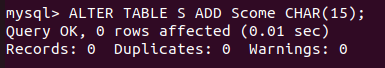 mysql> ALTER TABLE S ADD Scome CHAR(15);
Query OK, 0 rows affected (0.01 sec)
Records: 0  Duplicates: 0  Warnings: 0